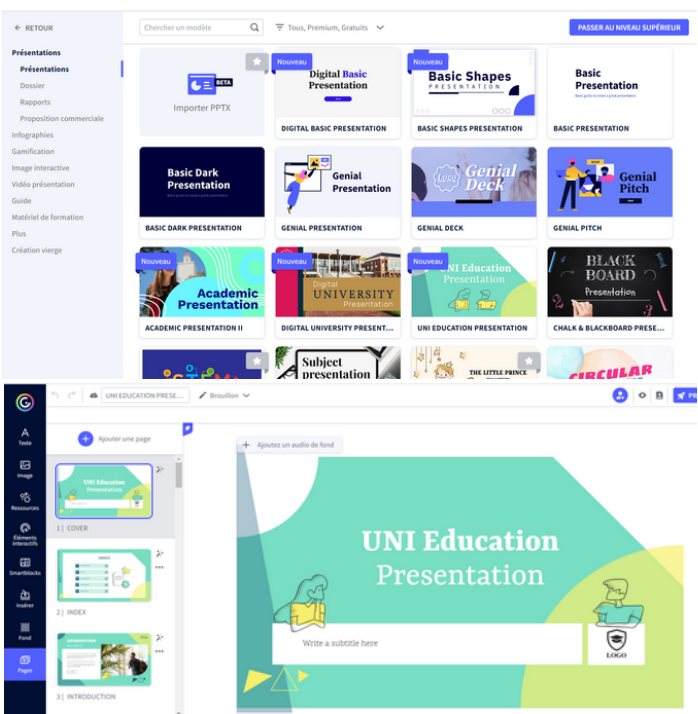 ← RETOUR
Chercher un modèle
Tous, Premium, Gratuits
PASSER AU NIVEAU SUPÉRIEUR
Présentations
Présentations
Dossier
Rapports
Proposition commerciale
Infographies
Gamification
Image interactive
Vidéo présentation
Guide
Matériel de formation
Plus
Création vierge
BETA
Importer PPTX
Nouveau
Digital Basic
Presentation
DIGITAL BASIC PRESENTATION
Nouveau
Basic Shapes
PRESENTATION
BASIC SHAPES PRESENTATION
Basic
Presentation
BASIC PRESENTATION
Basic Dark
Presentation
BASIC DARK PRESENTATION
Genial
Presentation
GENIAL PRESENTATION
Logo
Genial
Deck
GENIAL DECK
Genial
Pitch
GENIAL PITCH
Nouveau
Academic
Presentation
ACADEMIC PRESENTATION II
Nouveau
Digital
UNIVERSITY
Presentation
DIGITAL UNIVERSITY PRESENT...
Nouveau
UNI Education
Presentation
UNI EDUCATION PRESENTATION
BLACK
BOARD
Presentation
CHALK & BLACKBOARD PRESE...
Subject
presentation
THE LITTLE PRINCE
CIRCULAR
UNI EDUCATION PRESE...
Brouillon
Texte
Image
Ressources
Éléments
interactifs
Smartblocks
Insérer
Fond
Pages
+ Ajouter une page
UNI Education
Presentation
1 | COVER
INDEX
2 | INDEX
INTRODUCTION
3 | INTRODUCTION
+ Ajoutez un audio de fond
UNI Education
Presentation
Write a subtitle here
LOGO